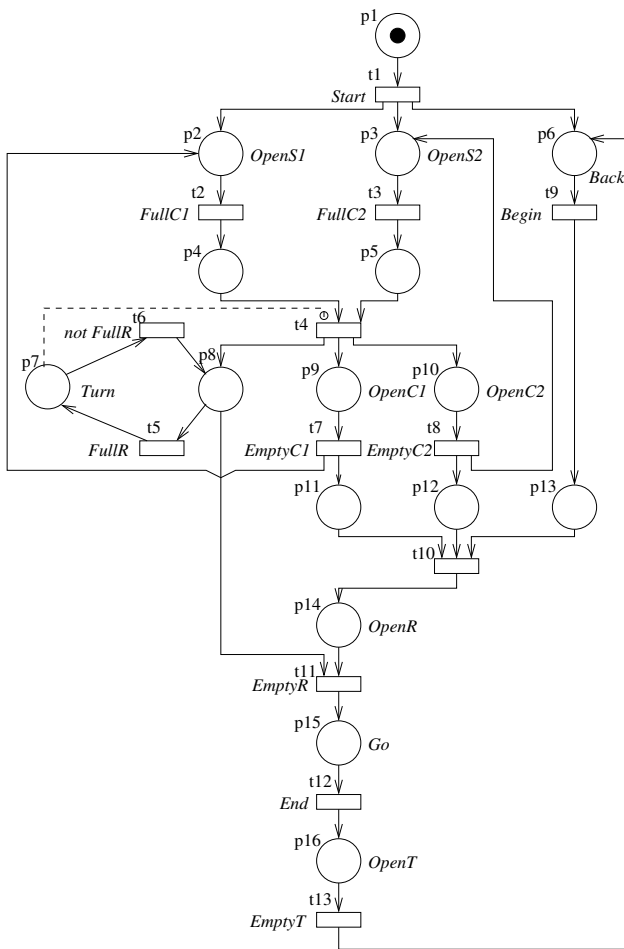 p1
t1
Start
p2
p3
p6
OpenS1
OpenS2
Back
t2
t3
t9
FullC1
FullC2
Begin
p4
p5
t6
t4
not FullR
p7
p8
p9
p10
Turn
OpenC1
OpenC2
t5
t7
t8
FullR
EmptyC1
EmptyC2
p11
p12
p13
t10
p14
OpenR
t11
EmptyR
p15
Go
t12
End
p16
OpenT
t13
EmptyT